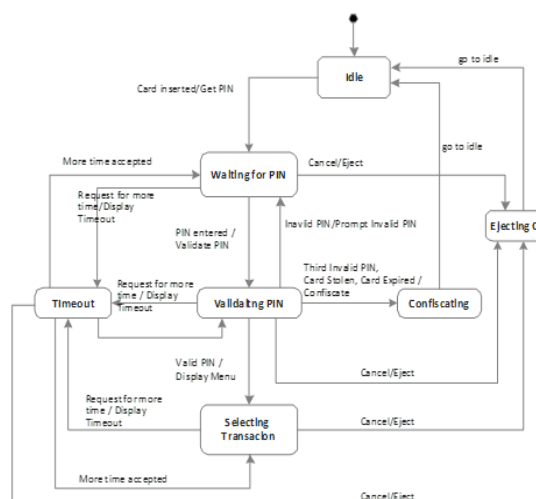 go to idle
Idle
Card inserted/Get PIN
go to idle
More time accepted
Cancel/Eject
Waiting for PIN
Request for more
time/Display
Timeout
Inavlid PIN/Prompt Invalid PIN
PIN entered /
Validate PIN
Ejecting C
Third Invalid PIN,
Card Stolen, Card Expired /
Confiscate
Request for more
time / Display
Timeout
Timeout
Validating PIN
Confiscating
Valid PIN /
Display Menu
Cancel/Eject
Request for more
time / Display
Timeout
Selecting
Transacion
Cancel/Eject
More time accepted
Cancel/Eject